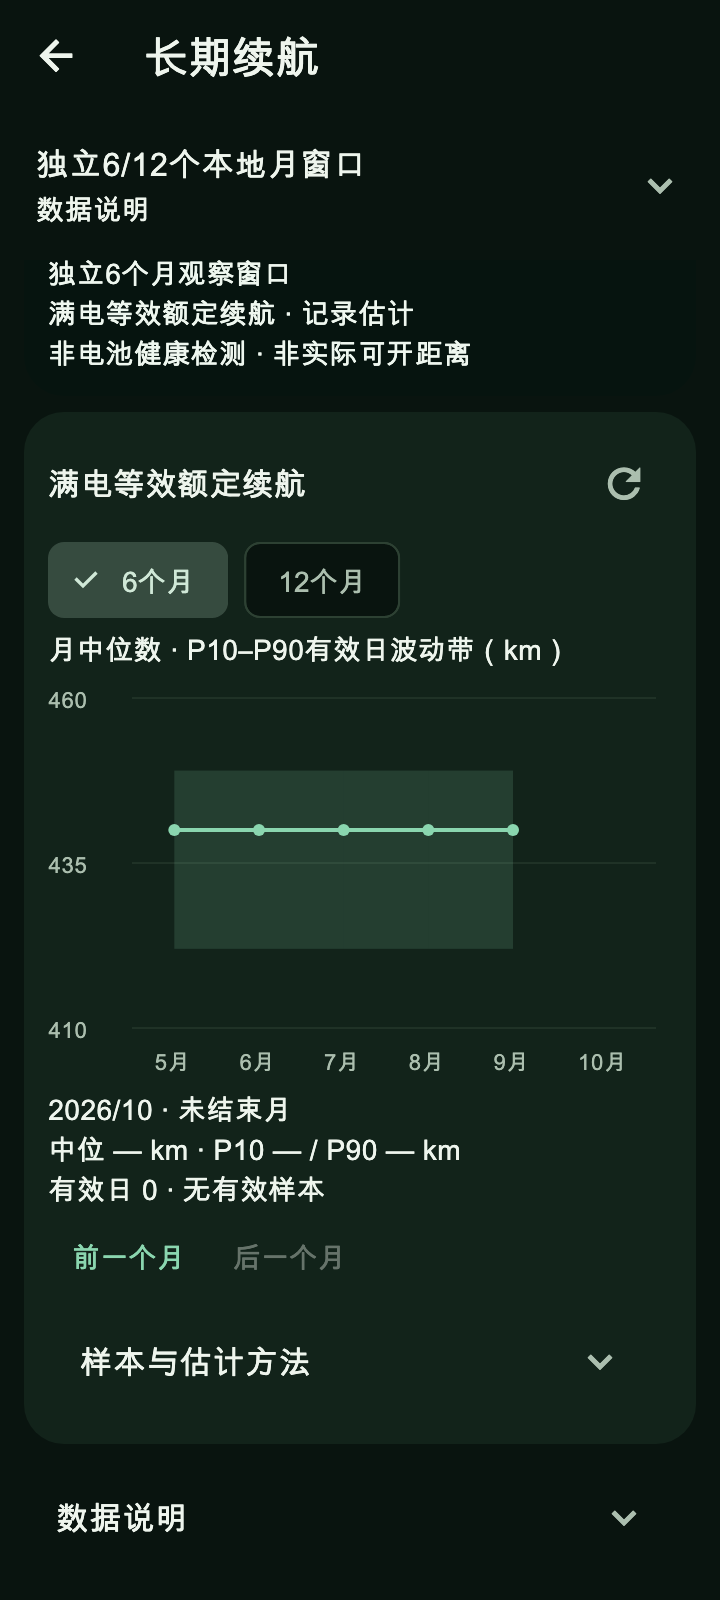 长期续航
独立6/12个本地月窗口
数据说明
独立6个月观察窗口
满电等效额定续航 · 记录估计
非电池健康检测 · 非实际可开距离
满电等效额定续航
6个月
12个月
月中位数 · P10–P90有效日波动带（km）
460
435
410
5月 6月 7月 8月 9月 10月
2026/10 · 未结束月
中位 — km · P10 — / P90 — km
有效日 0 · 无有效样本
前一个月 后一个月
样本与估计方法
数据说明